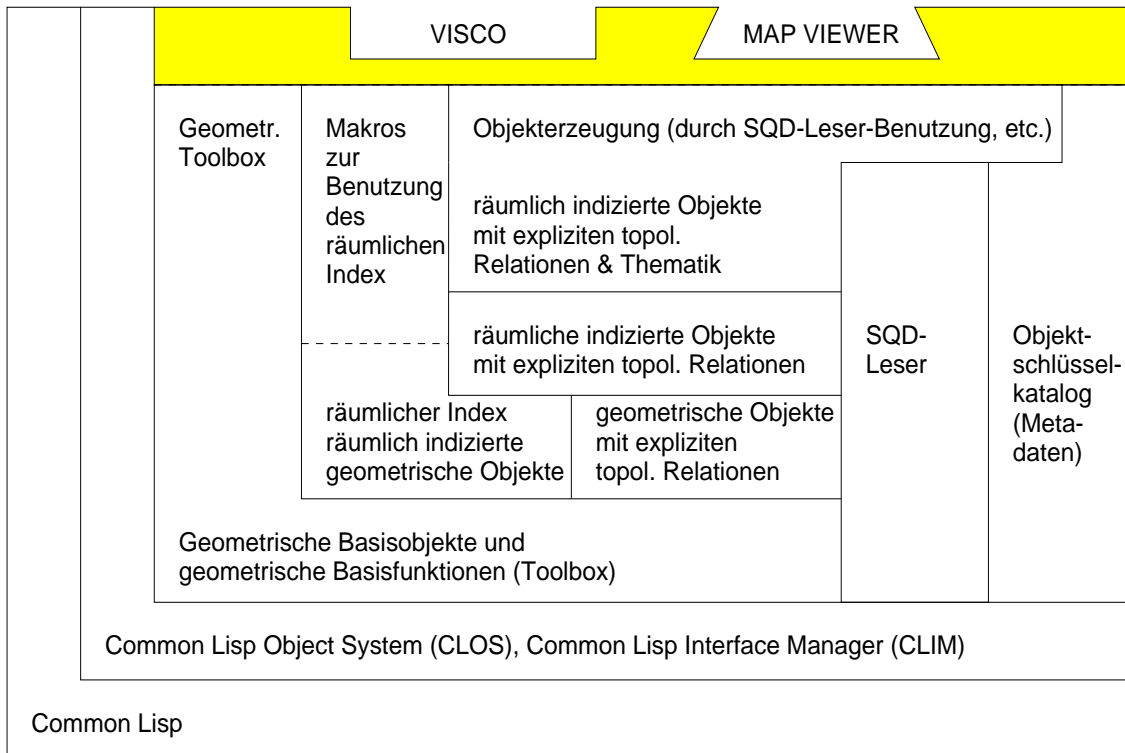 VISCO
MAP VIEWER
Geometr.
Toolbox
Makros
zur
Benutzung
des
räumlichen
Index
Objekterzeugung (durch SQD-Leser-Benutzung, etc.)
räumlich indizierte Objekte
mit expliziten topol.
Relationen & Thematik
räumliche indizierte Objekte
mit expliziten topol. Relationen
SQD-
Leser
Objekt-
schlüssel-
katalog
(Meta-
daten)
räumlicher Index
räumlich indizierte
geometrische Objekte
geometrische Objekte
mit expliziten
topol. Relationen
Geometrische Basisobjekte und
geometrische Basisfunktionen (Toolbox)
Common Lisp Object System (CLOS), Common Lisp Interface Manager (CLIM)
Common Lisp